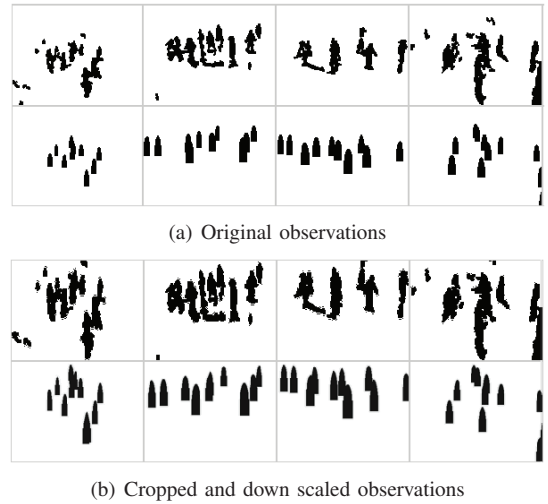 (a) Original observations
(b) Cropped and down scaled observations